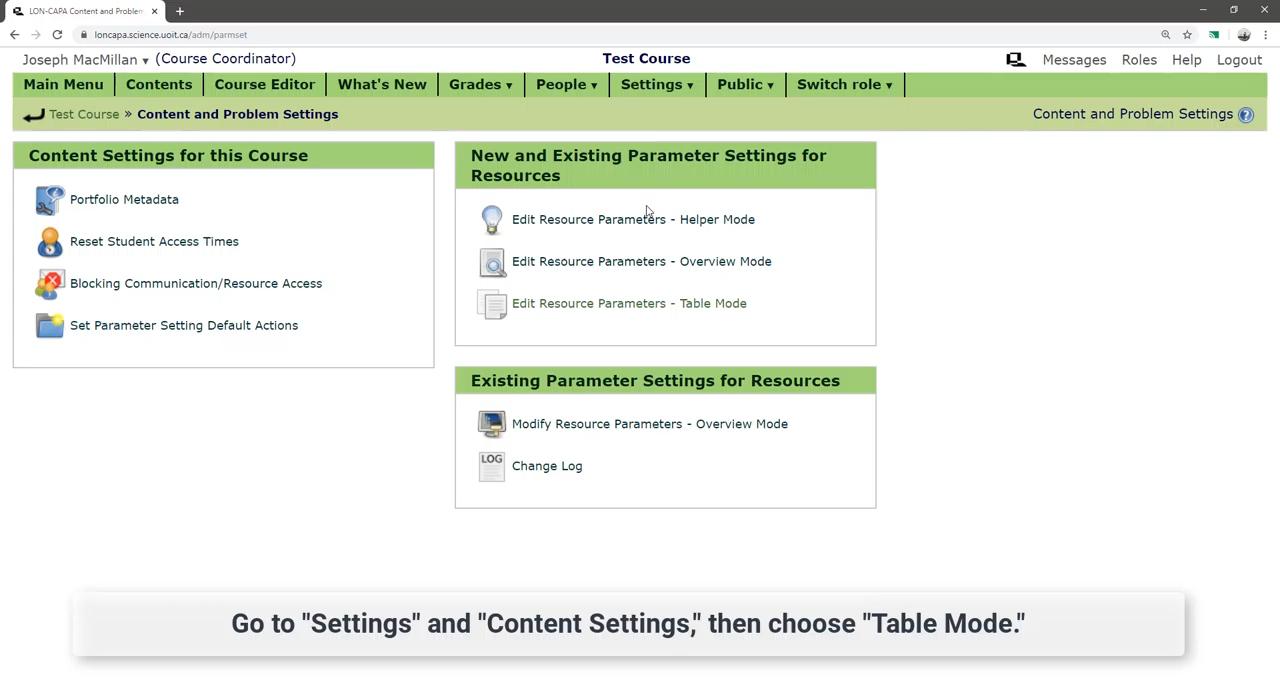 LON-CAPA Content and Problem
loncapa.science.uoit.ca/adm/parmset
Joseph MacMillan ▾ (Course Coordinator)
Test Course
Messages Roles Help Logout
Main Menu Contents Course Editor What's New Grades ▾ People ▾ Settings ▾ Public ▾ Switch role ▾
Test Course » Content and Problem Settings
Content and Problem Settings ?
Content Settings for this Course
Portfolio Metadata
Reset Student Access Times
Blocking Communication/Resource Access
Set Parameter Setting Default Actions
New and Existing Parameter Settings for
Resources
Edit Resource Parameters - Helper Mode
Edit Resource Parameters - Overview Mode
Edit Resource Parameters - Table Mode
Existing Parameter Settings for Resources
Modify Resource Parameters - Overview Mode
LOG Change Log
Go to "Settings" and "Content Settings," then choose "Table Mode."